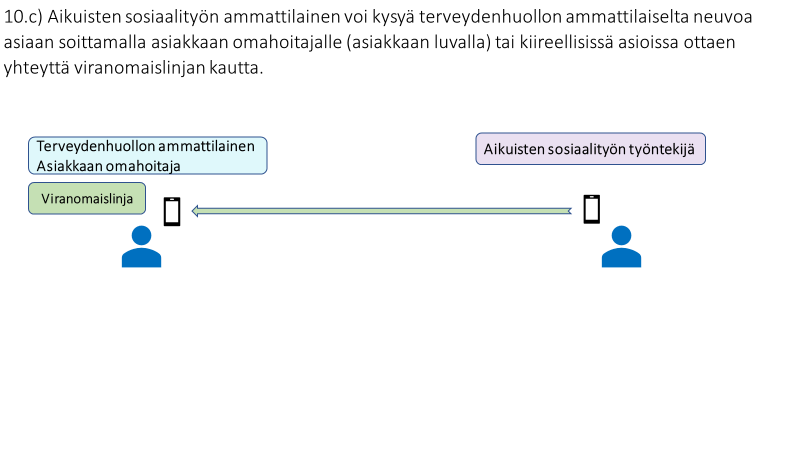 10.c) Aikuisten sosiaalityön ammattilainen voi kysyä terveydenhuollon ammattilaiselta neuvoa
asiaan soittamalla asiakkaan omahoitajalle (asiakkaan luvalla) tai kiireellisissä asioissa ottaen
yhteyttä viranomaislinjan kautta.
Terveydenhuollon ammattilainen
Asiakkaan omahoitaja
Aikuisten sosiaalityön työntekijä
Viranomaislinja